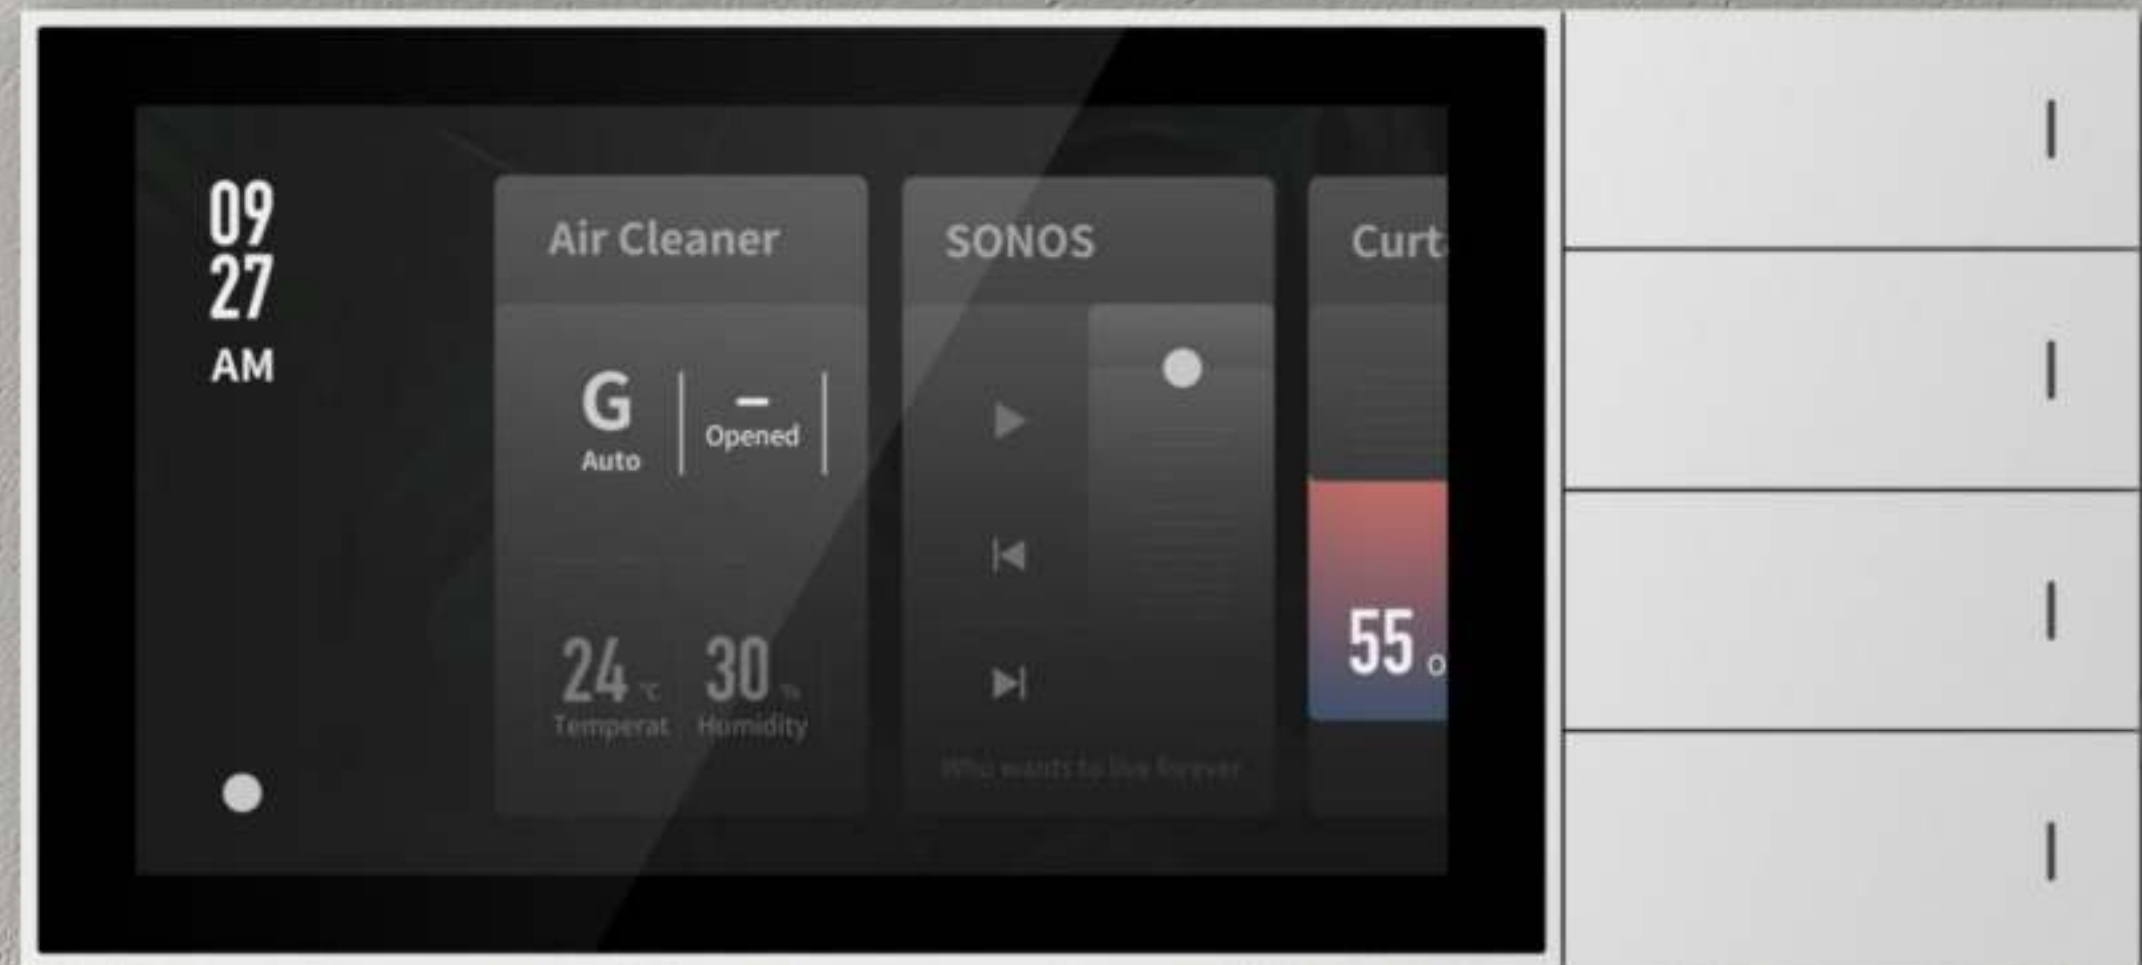 09
27
AM
Air Cleaner
G
Auto
–
Opened
24 °C
Temperat
30 %
Humidity
SONOS
Who wants to live forever
Curt
55